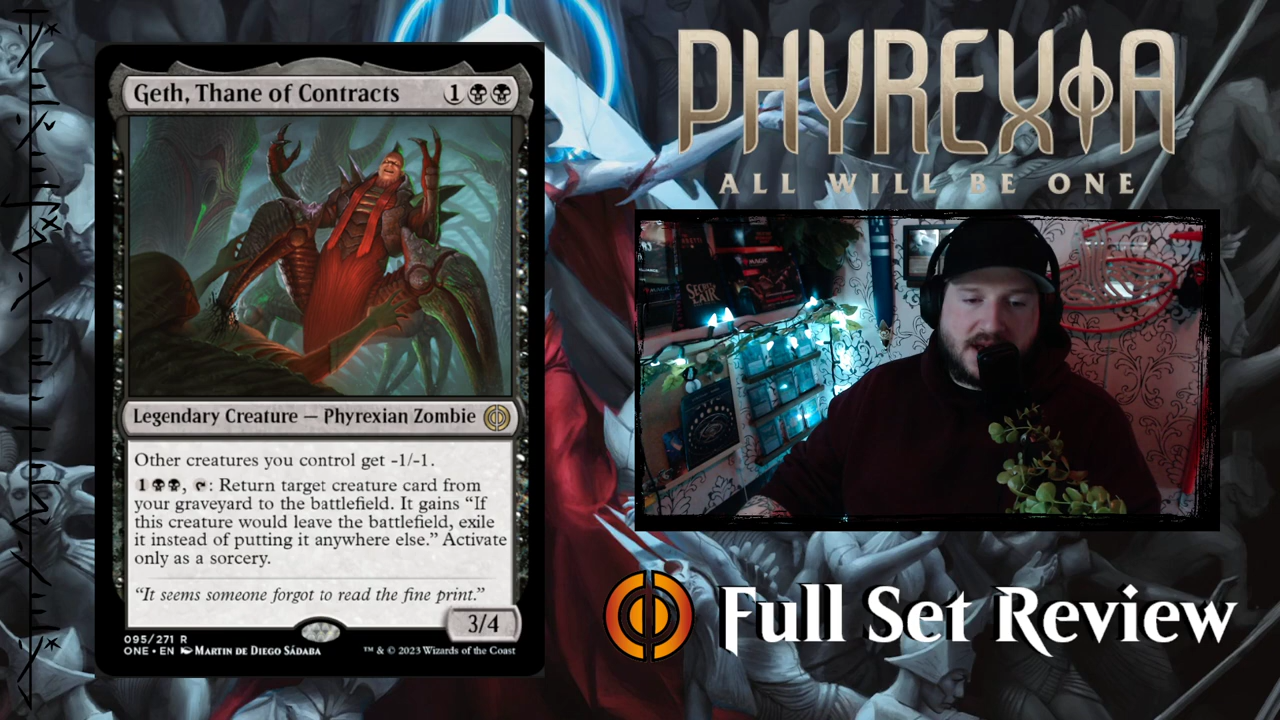 Geth, Thane of Contracts 1
Legendary Creature — Phyrexian Zombie
Other creatures you control get -1/-1.
1, : Return target creature card from
your graveyard to the battlefield. It gains “If
this creature would leave the battlefield, exile
it instead of putting it anywhere else.” Activate
only as a sorcery.
“It seems someone forgot to read the fine print.”
3/4
095/271 R
ONE • EN MARTIN DE DIEGO SÁDABA ™ & © 2023 Wizards of the Coast
PHYREXIA
ALL WILL BE ONE
SECRET
LAIR
Full Set Review